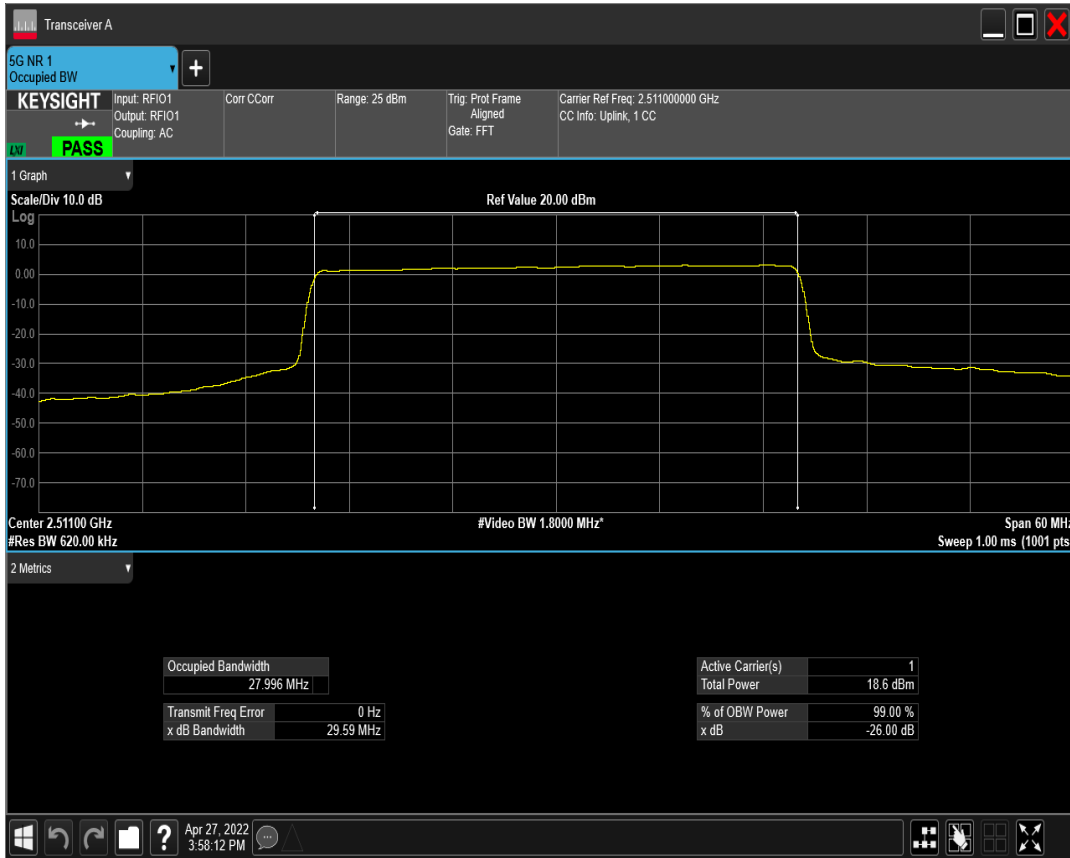 Transceiver A
5G NR 1
Occupied BW
KEYSIGHT
Input: RFIO1
Output: RFIO1
Coupling: AC
Corr CCorr
Range: 25 dBm
Trig: Prot Frame
Aligned
Gate: FFT
Carrier Ref Freq: 2.511000000 GHz
CC Info: Uplink, 1 CC
LXI
PASS
1 Graph
Scale/Div 10.0 dB
Ref Value 20.00 dBm
Log
10.0
0.00
-10.0
-20.0
-30.0
-40.0
-50.0
-60.0
-70.0
Center 2.51100 GHz
#Video BW 1.8000 MHz*
Span 60 MHz
#Res BW 620.00 kHz
Sweep 1.00 ms (1001 pts
2 Metrics
Occupied Bandwidth
27.996 MHz
Transmit Freq Error 0 Hz
x dB Bandwidth 29.59 MHz
Active Carrier(s) 1
Total Power 18.6 dBm
% of OBW Power 99.00 %
x dB -26.00 dB
?
Apr 27, 2022
3:58:12 PM